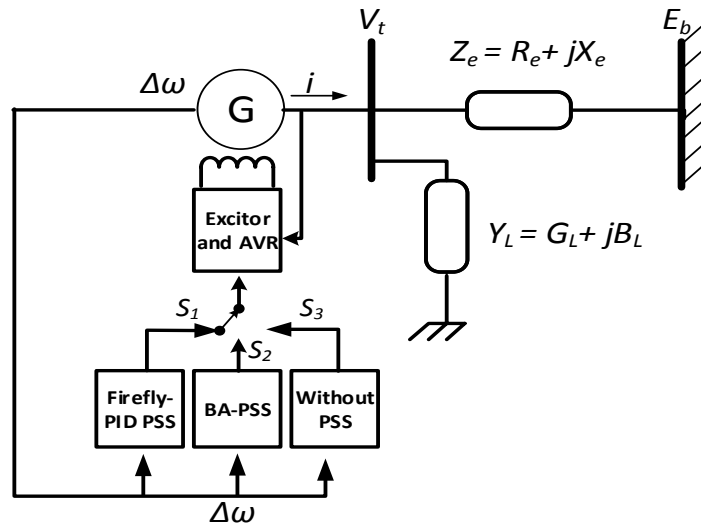 V_t
E_b
Z_e = R_e + jX_e
Δω
i
G
Excitor
and AVR
Y_L = G_L + jB_L
S_1
S_3
S_2
Firefly-
PID PSS
BA-PSS
Without
PSS
Δω